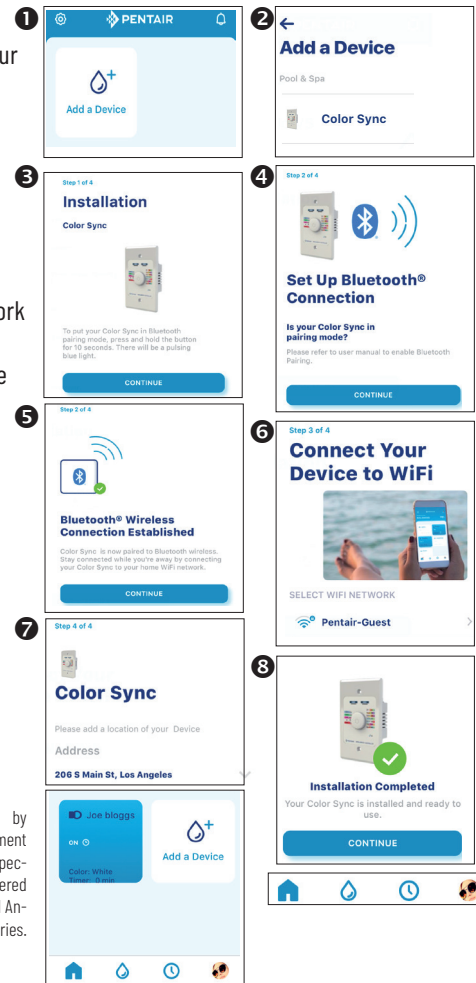 1
PENTAIR
Add a Device
2
Add a Device
Pool & Spa
Color Sync
ur
3
Step 1 of 4
Installation
Color Sync
To put your Color Sync in Bluetooth
pairing mode, press and hold the button
for 10 seconds. There will be a pulsing
blue light.
CONTINUE
4
Step 2 of 4
Set Up Bluetooth®
Connection
Is your Color Sync in
pairing mode?
Please refer to user manual to enable Bluetooth
Pairing.
CONTINUE
ork
e
5
Step 2 of 4
Bluetooth® Wireless
Connection Established
Color Sync is now paired to Bluetooth wireless.
Stay connected while you're away by connecting
your Color Sync to your home WiFi network.
CONTINUE
6
Step 3 of 4
Connect Your
Device to WiFi
SELECT WIFI NETWORK
Pentair-Guest
7
Step 4 of 4
Color Sync
Please add a location of your Device
Address
206 S Main St, Los Angeles
8
Installation Completed
Your Color Sync is installed and ready to
use.
CONTINUE
Joe bloggs
ON
Color: White
Timer: 0 min
Add a Device
by
ment
pec-
ered
d An-
ries.